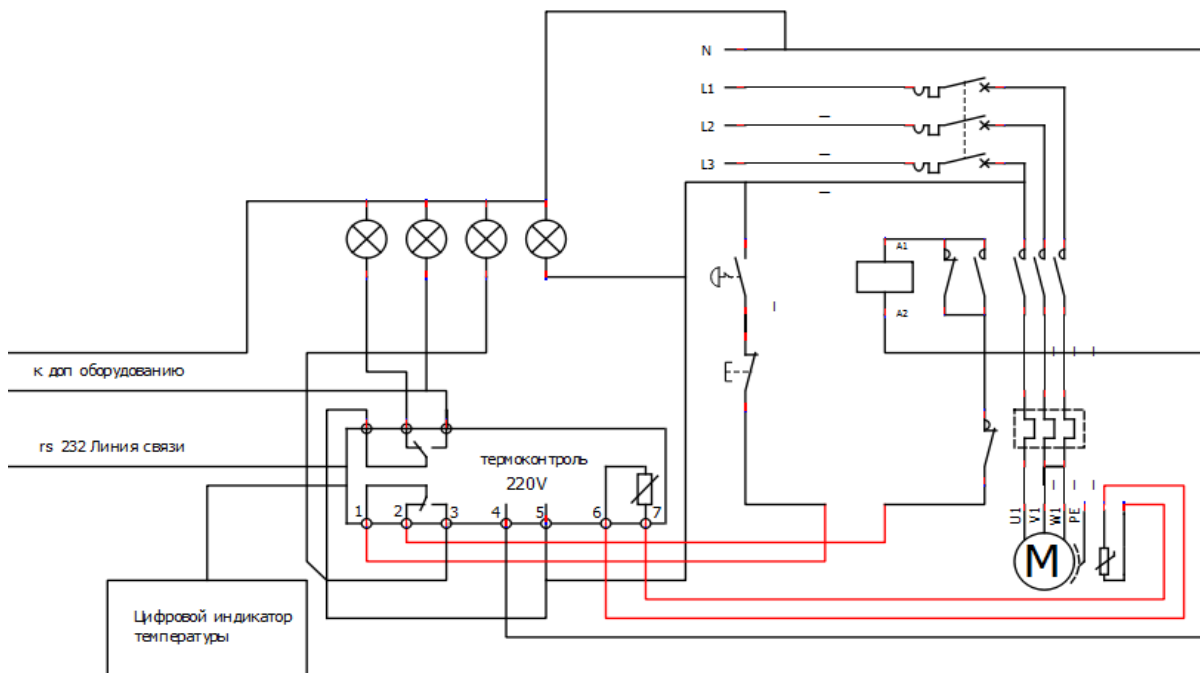 N
L1
L2
L3
A1
A2
к доп оборудованию
rs 232 Линия связи
термоконтроль
220V
1
2
3
4
5
6
7
U1
V1
W1
PE
M
Цифровой индикатор
температуры